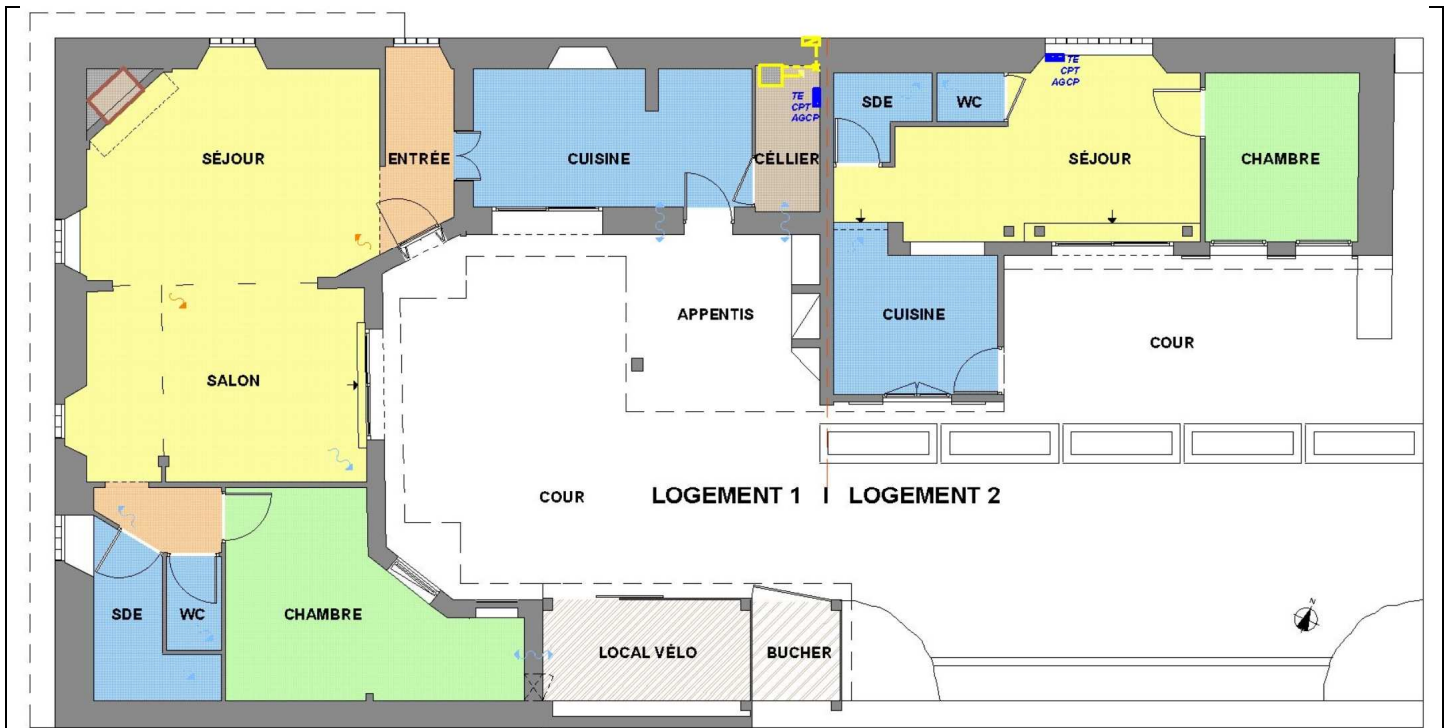 TE
CPT
AGCP
TE
CPT
AGCP
SDE
WC
SÉJOUR
ENTRÉE
CUISINE
CÉLLIER
SÉJOUR
CHAMBRE
APPENTIS
CUISINE
COUR
SALON
COUR
LOGEMENT 1 | LOGEMENT 2
SDE
WC
CHAMBRE
LOCAL VÉLO
BUCHER
N